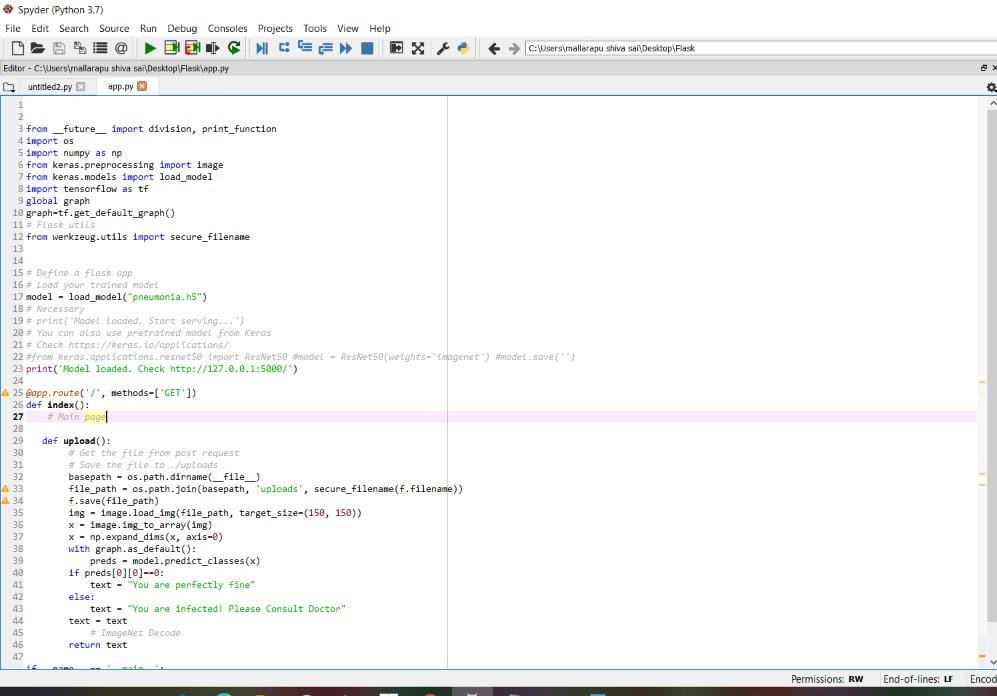 Spyder (Python 3.7)
File Edit Search Source Run Debug Consoles Projects Tools View Help
C:\Users\mallarapu shiva sai\Desktop\Flask
Editor - C:\Users\mallarapu shiva sai\Desktop\Flask\app.py
untitled2.py app.py
1
2
3 from __future__ import division, print_function
4 import os
5 import numpy as np
6 from keras.preprocessing import image
7 from keras.models import load_model
8 import tensorflow as tf
9 global graph
10 graph=tf.get_default_graph()
11 # Flask utils
12 from werkzeug.utils import secure_filename
13
14
15 # Define a flask app
16 # Load your trained model
17 model = load_model("pneumonia.h5")
18 # Necessary
19 # print('Model loaded. Start serving...')
20 # You can also use pretrained model from Keras
21 # Check https://keras.io/applications/
22 #from keras.applications.resnet50 import ResNet50 #model = ResNet50(weights='imagenet') #model.save('')
23 print('Model loaded. Check http://127.0.0.1:5000/')
24
25 @app.route('/', methods=['GET'])
26 def index():
27 # Main page
28
29 def upload():
30 # Get the file from post request
31 # Save the file to ./uploads
32 basepath = os.path.dirname(__file__)
33 file_path = os.path.join(basepath, 'uploads', secure_filename(f.filename))
34 f.save(file_path)
35 img = image.load_img(file_path, target_size=(150, 150))
36 x = image.img_to_array(img)
37 x = np.expand_dims(x, axis=0)
38 with graph.as_default():
39 preds = model.predict_classes(x)
40 if preds[0][0]==0:
41 text = "You are perfectly fine"
42 else:
43 text = "You are infected! Please Consult Doctor"
44 text = text
45 # ImageNet Decode
46 return text
47
if __name__ == '__main__':
Permissions: RW End-of-lines: LF Encod